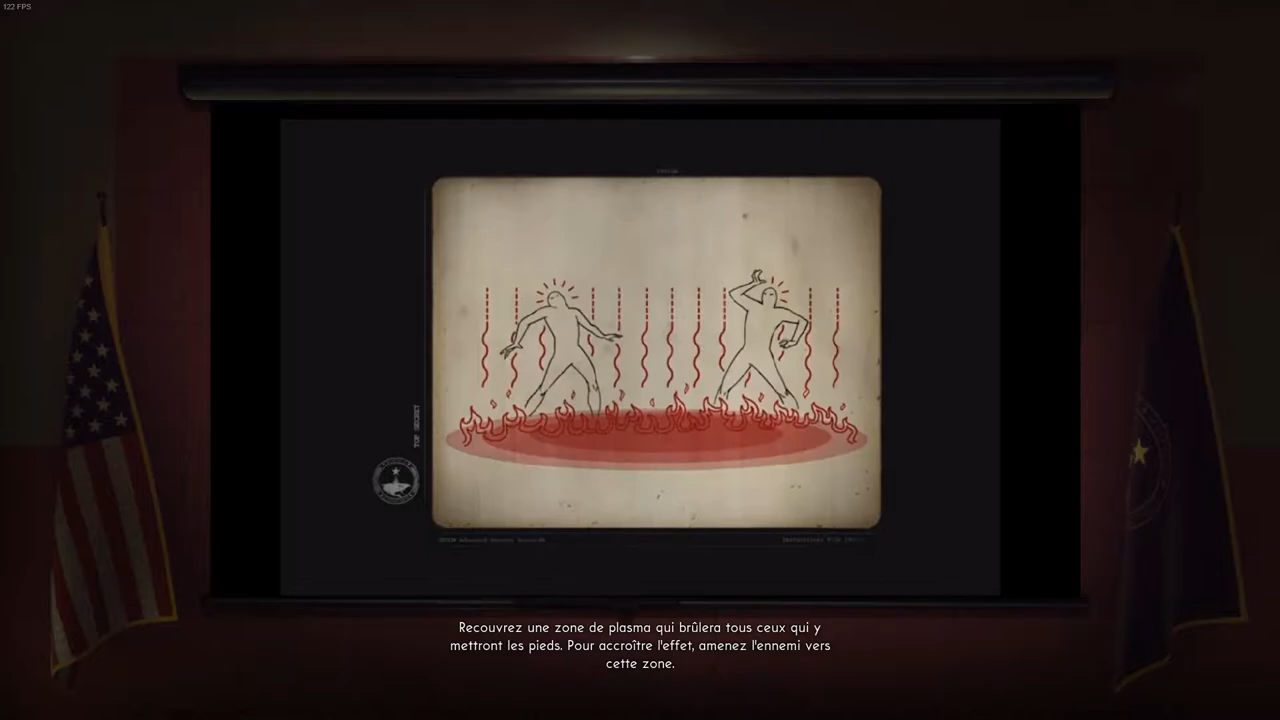 122 FPS
TOP SECRET
Recouvrez une zone de plasma qui brûlera tous ceux qui y
mettront les pieds. Pour accroître l'effet, amenez l'ennemi vers
cette zone.